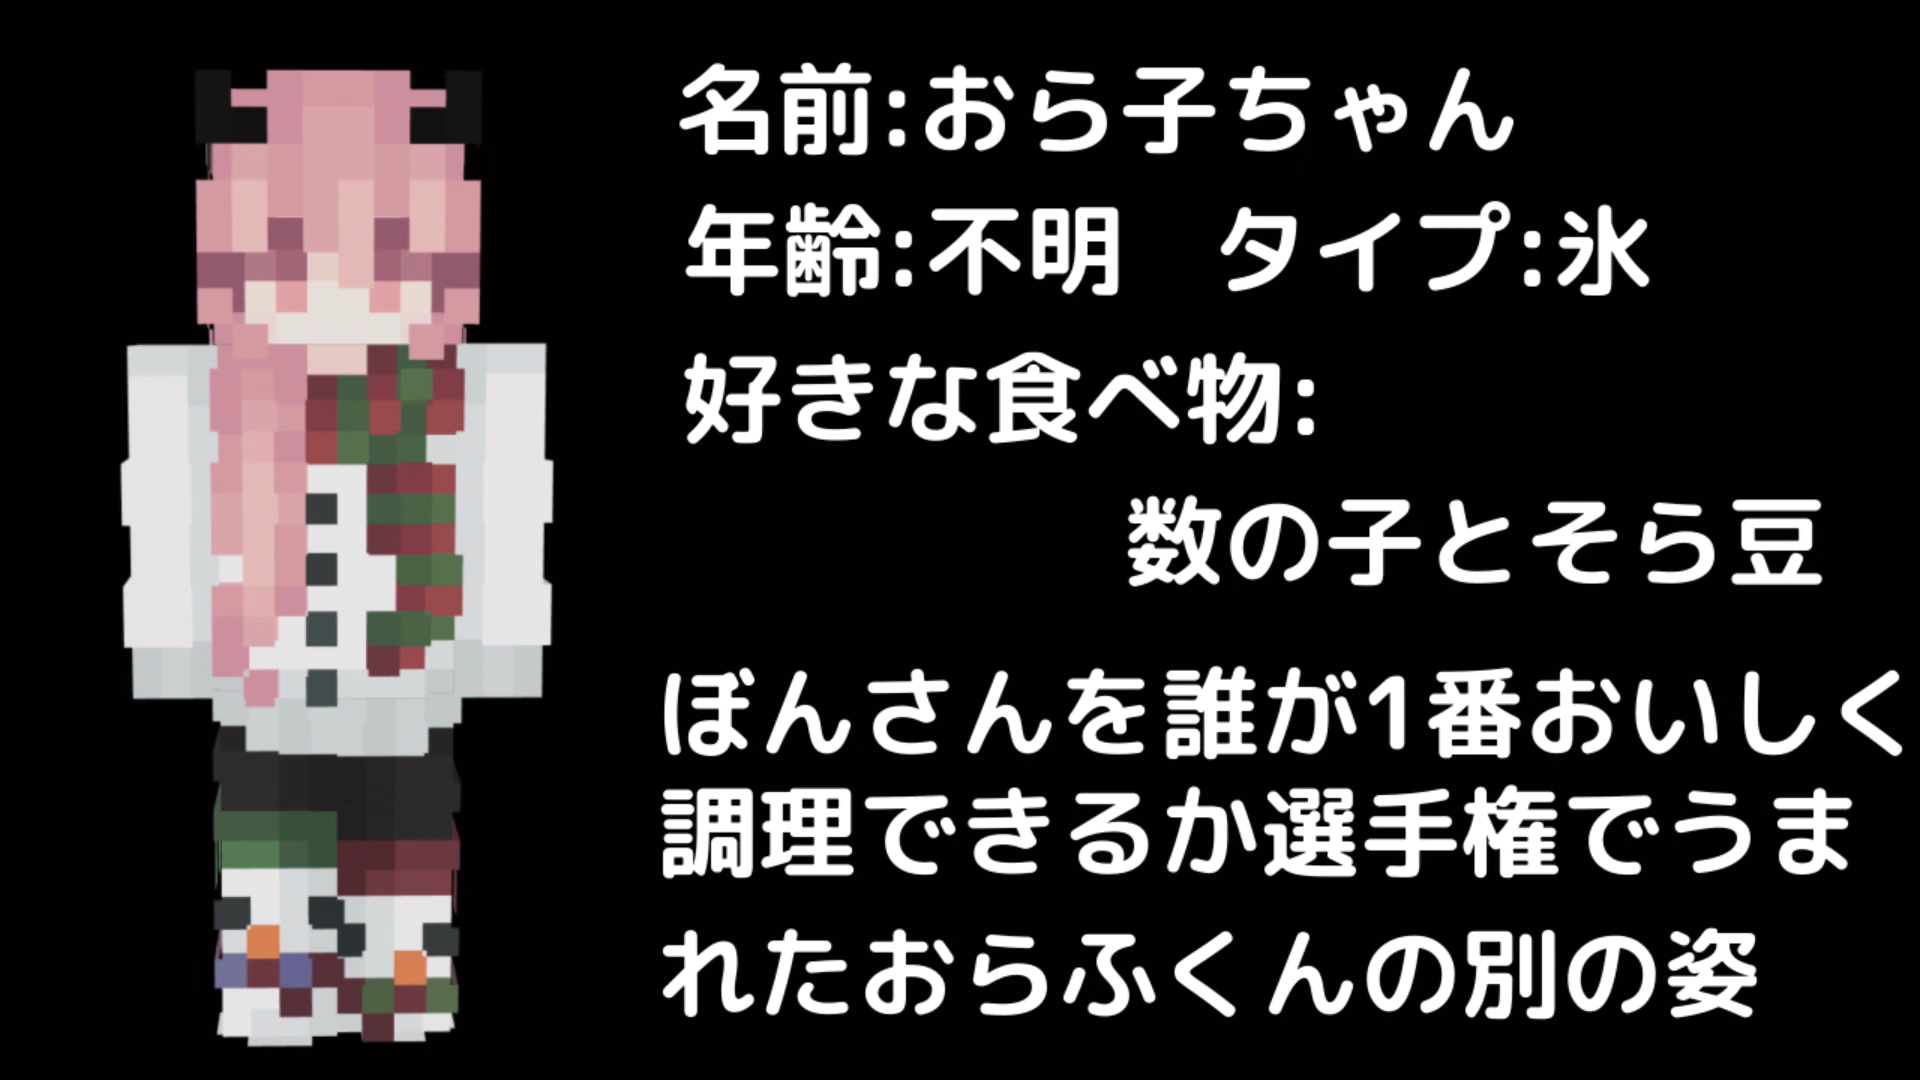 名前:おら子ちゃん
年齢:不明　タイプ:氷
好きな食べ物:
数の子とそら豆
ぼんさんを誰が1番おいしく
調理できるか選手権でうま
れたおらふくんの別の姿